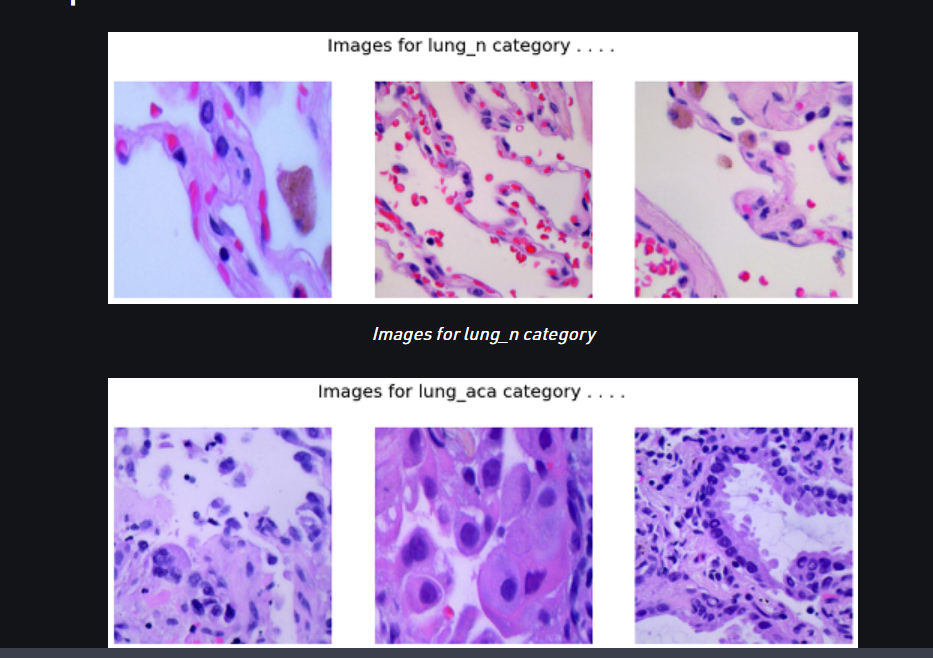 Images for lung_n category . . . .
Images for lung_n category
Images for lung_aca category . . . .